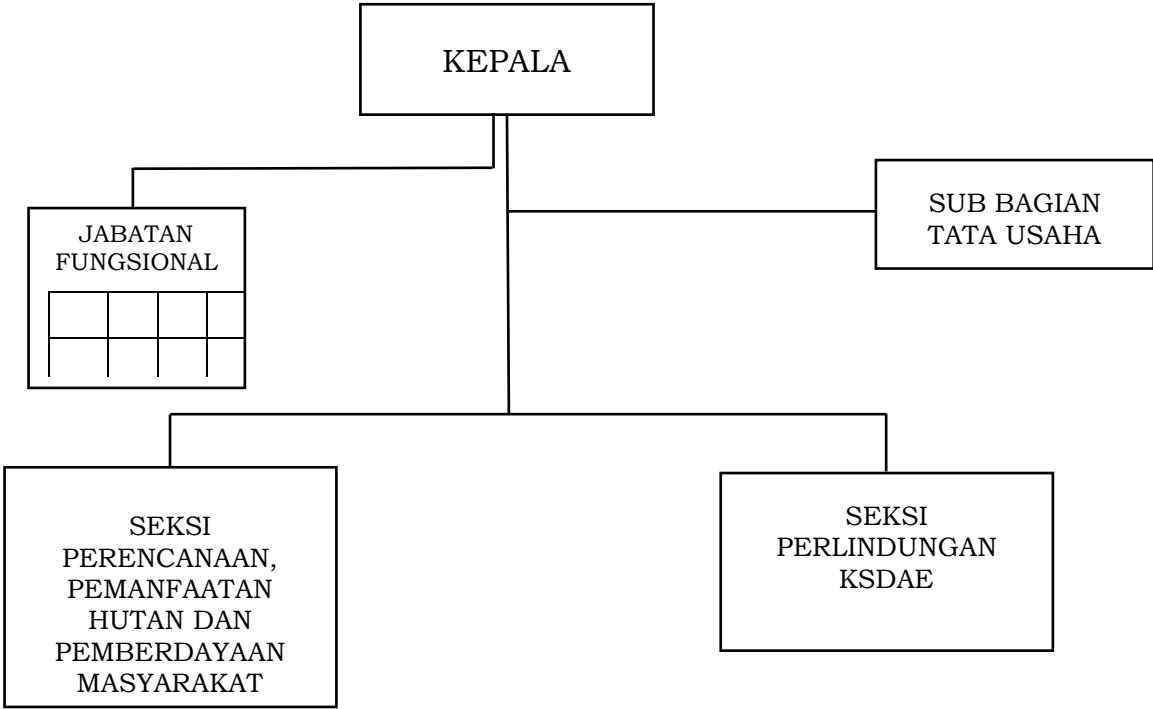 KEPALA
SUB BAGIAN
TATA USAHA
JABATAN
FUNGSIONAL
SEKSI
PERENCANAAN,
PEMANFAATAN
HUTAN DAN
PEMBERDAYAAN
MASYARAKAT
SEKSI
PERLINDUNGAN
KSDAE